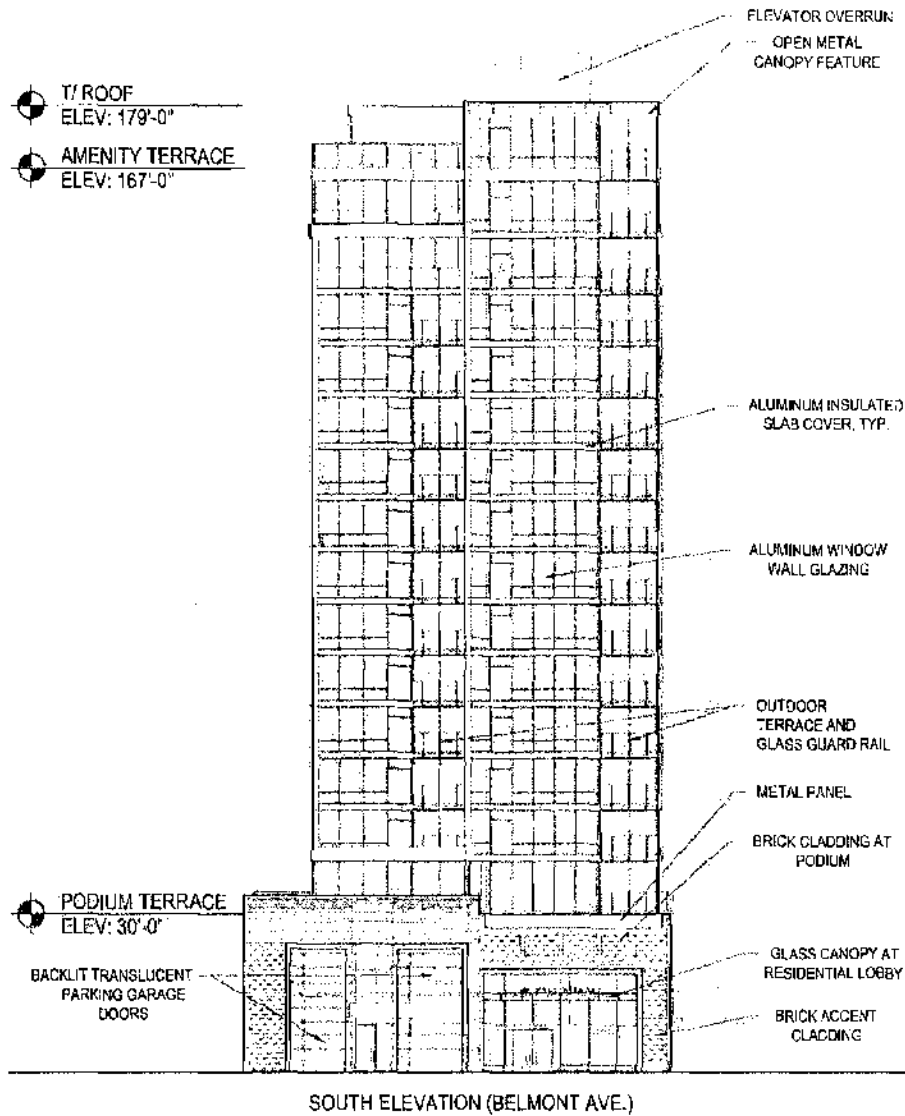 ELEVATOR OVERRUN
OPEN METAL
CANOPY FEATURE
T/ ROOF
ELEV: 179'-0"
AMENITY TERRACE
ELEV: 167'-0"
ALUMINUM INSULATED
SLAB COVER, TYP.
ALUMINUM WINDOW
WALL GLAZING
OUTDOOR
TERRACE AND
GLASS GUARD RAIL
METAL PANEL
BRICK CLADDING AT
PODIUM
PODIUM TERRACE
ELEV: 30'-0"
BACKLIT TRANSLUCENT
PARKING GARAGE
DOORS
GLASS CANOPY AT
RESIDENTIAL LOBBY
BRICK ACCENT
CLADDING
SOUTH ELEVATION (BELMONT AVE.)